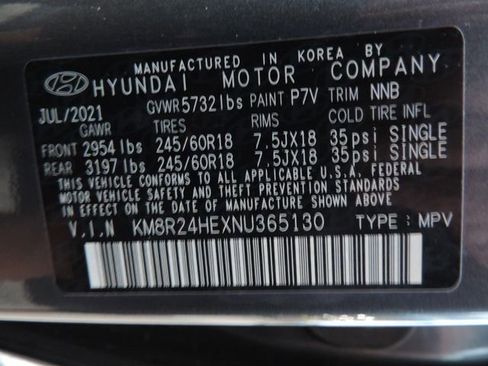 MANUFACTURED IN KOREA BY
HYUNDAI MOTOR COMPANY
JUL/2021 GVWR5732lbs PAINT P7V TRIM NNB
GAWR TIRES RIMS COLD TIRE INFL
FRONT 2954 lbs 245/60R18 7.5JX18 35psi SINGLE
REAR 3197 lbs 245/60R18 7.5JX18 35psi SINGLE
THIS VEHICLE CONFORMS TO ALL APPLICABLE U.S.A. FEDERAL
MOTOR VEHICLE SAFETY AND THEFT PREVENTION STANDARDS
IN EFFECT ON THE DATE OF MANUFACTURE SHOWN ABOVE.
V.I.N KM8R24HEXNU365130 TYPE : MPV